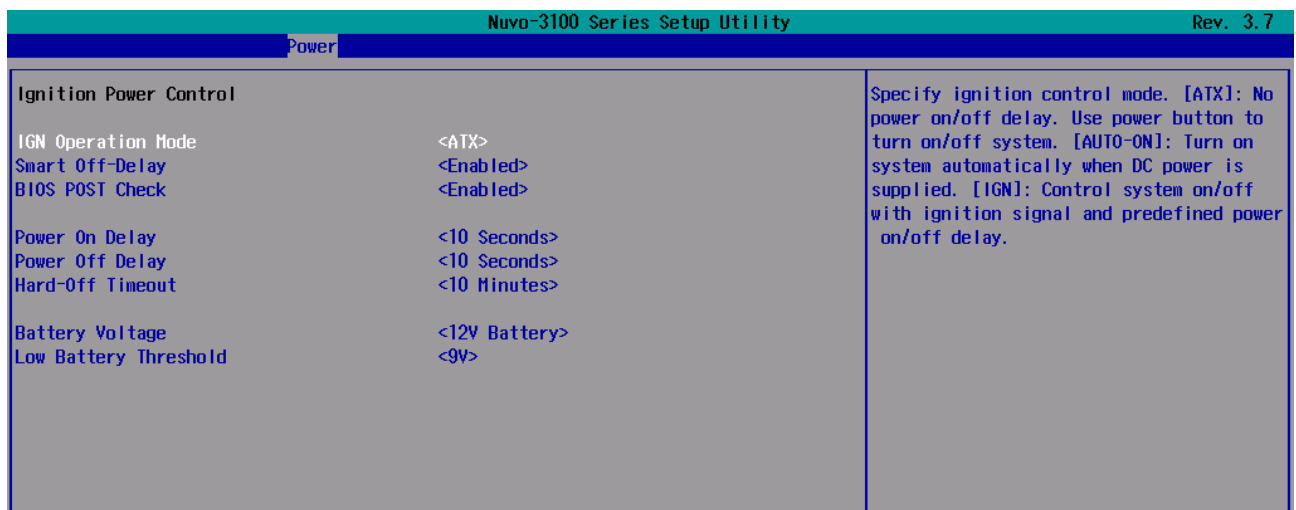 Nuvo-3100 Series Setup Utility Rev. 3.7
Power
Ignition Power Control
IGN Operation Mode <ATX>
Smart Off-Delay <Enabled>
BIOS POST Check <Enabled>
Power On Delay <10 Seconds>
Power Off Delay <10 Seconds>
Hard-Off Timeout <10 Minutes>
Battery Voltage <12V Battery>
Low Battery Threshold <9V>
Specify ignition control mode. [ATX]: No
power on/off delay. Use power button to
turn on/off system. [AUTO-ON]: Turn on
system automatically when DC power is
supplied. [IGN]: Control system on/off
with ignition signal and predefined power
on/off delay.